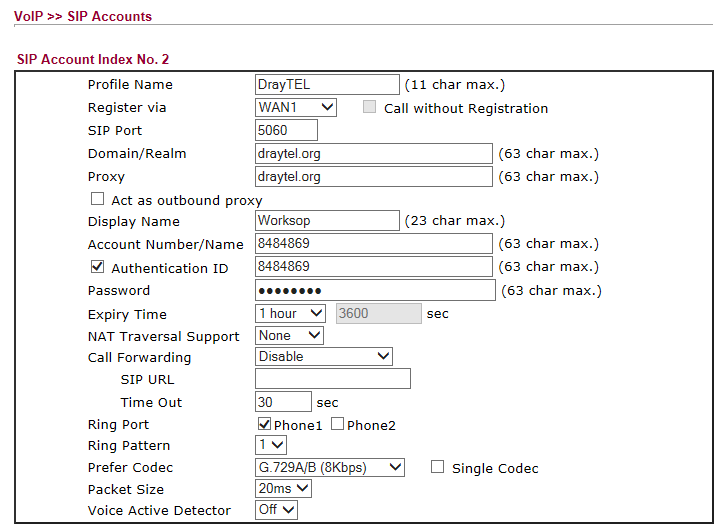 VoIP >> SIP Accounts
SIP Account Index No. 2
Profile Name DrayTEL (11 char max.)
Register via WAN1 Call without Registration
SIP Port 5060
Domain/Realm draytel.org (63 char max.)
Proxy draytel.org (63 char max.)
Act as outbound proxy
Display Name Worksop (23 char max.)
Account Number/Name 8484869 (63 char max.)
Authentication ID 8484869 (63 char max.)
Password ●●●●●●●● (63 char max.)
Expiry Time 1 hour 3600 sec
NAT Traversal Support None
Call Forwarding Disable
SIP URL
Time Out 30 sec
Ring Port Phone1 Phone2
Ring Pattern 1
Prefer Codec G.729A/B (8Kbps) Single Codec
Packet Size 20ms
Voice Active Detector Off